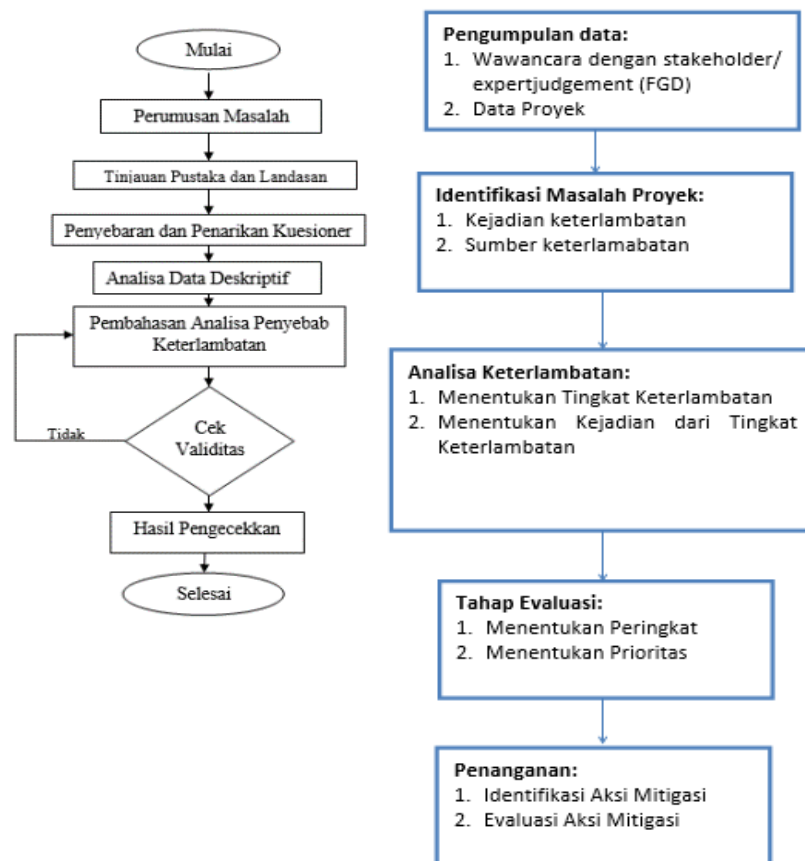 Mulai
Perumusan Masalah
Tinjauan Pustaka dan Landasan
Penyebaran dan Penarikan Kuesioner
Analisa Data Deskriptif
Pembahasan Analisa Penyebab
Keterlambatan
Tidak
Cek
Validitas
Hasil Pengecekkan
Selesai
Pengumpulan data:
1. Wawancara dengan stakeholder/
expertjudgement (FGD)
2. Data Proyek
Identifikasi Masalah Proyek:
1. Kejadian keterlambatan
2. Sumber keterlamabatan
Analisa Keterlambatan:
1. Menentukan Tingkat Keterlambatan
2. Menentukan Kejadian dari Tingkat
Keterlambatan
Tahap Evaluasi:
1. Menentukan Peringkat
2. Menentukan Prioritas
Penanganan:
1. Identifikasi Aksi Mitigasi
2. Evaluasi Aksi Mitigasi